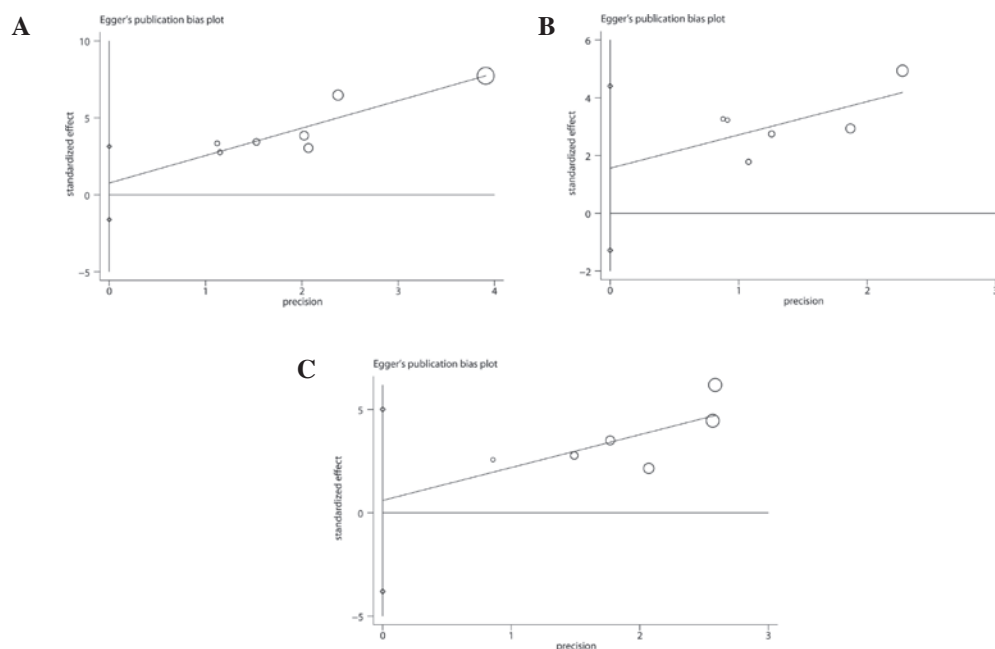 A
Egger's publication bias plot
10
5
0
−5
standardized effect
0
1
2
3
4
precision
B
Egger's publication bias plot
6
4
2
0
−2
standardized effect
0
1
2
3
precision
C
Egger's publication bias plot
5
0
−5
standardized effect
0
1
2
3
precision